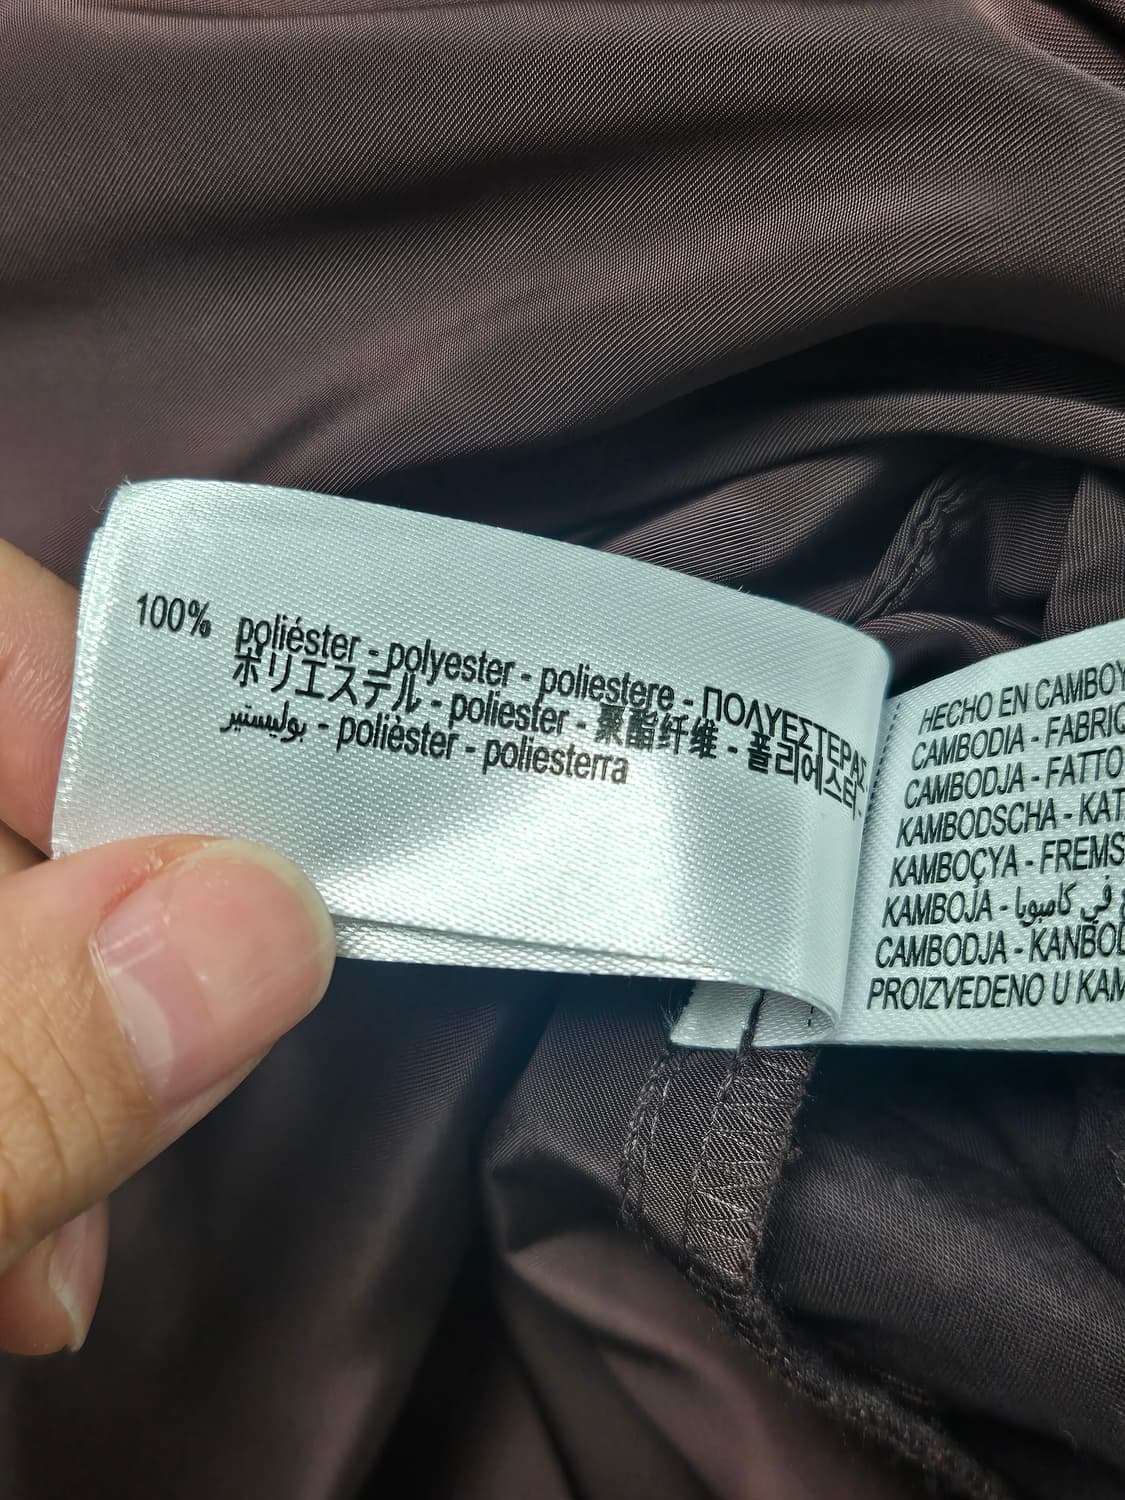 100% poliéster - polyester - poliestere - ΠΟΛΥΕΣΤΕΡΑΣ
ポリエステル - poliester - 聚酯纤维 - 폴리에스터 -
بوليستير - polièster - poliesterra
HECHO EN CAMBOY
CAMBODIA - FABRIC
CAMBODJA - FATTO
KAMBODSCHA - KAT
KAMBOÇYA - FREMS
KAMBOJA - في كامبوديا
CAMBODJA - KANBOD
PROIZVEDENO U KAM